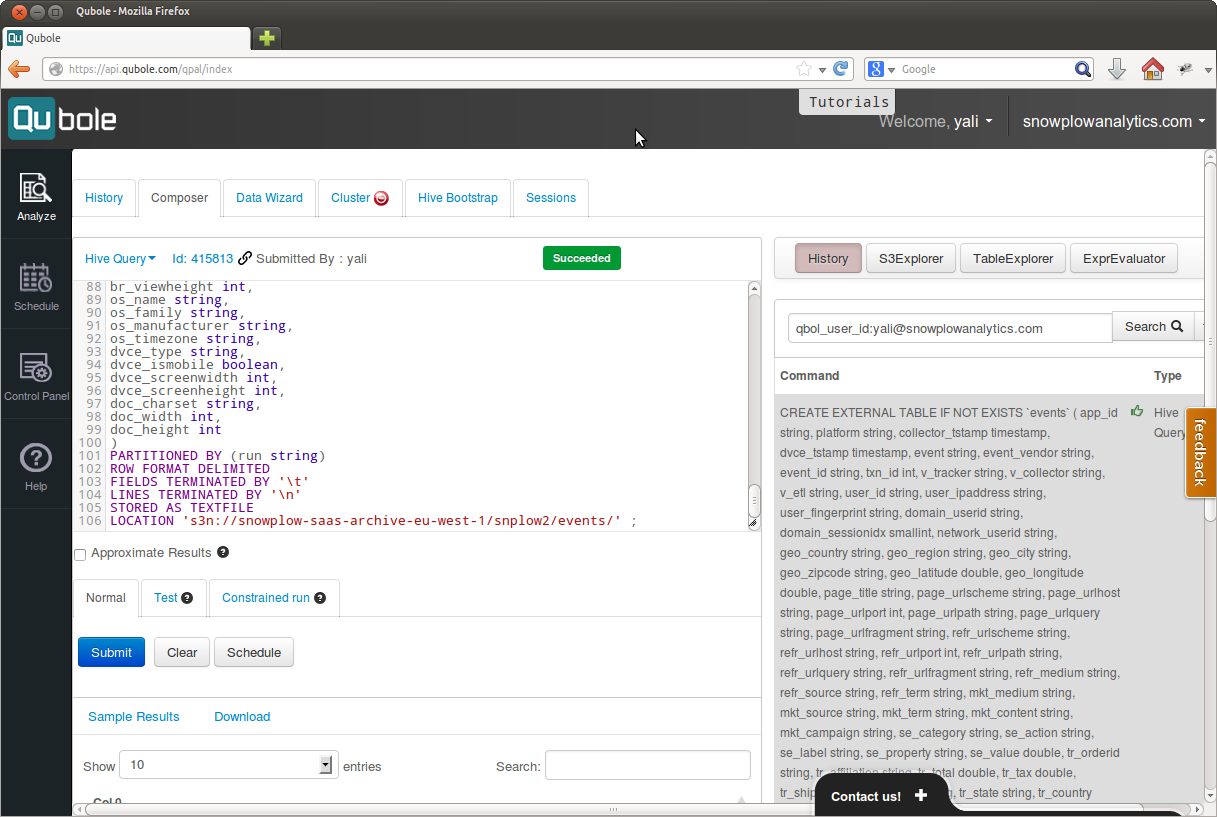 Qubole - Mozilla Firefox
Qu Qubole
https://api.qubole.com/qpal/index
8 Google
Qubole
Tutorials
Welcome, yali
snowplowanalytics.com
Analyze
Schedule
Control Panel
Help
History Composer Data Wizard Cluster Hive Bootstrap Sessions
Hive Query Id: 415813 Submitted By : yali Succeeded
88 br_viewheight int,
89 os_name string,
90 os_family string,
91 os_manufacturer string,
92 os_timezone string,
93 dvce_type string,
94 dvce_ismobile boolean,
95 dvce_screenwidth int,
96 dvce_screenheight int,
97 doc_charset string,
98 doc_width int,
99 doc_height int
100 )
101 PARTITIONED BY (run string)
102 ROW FORMAT DELIMITED
103 FIELDS TERMINATED BY '\t'
104 LINES TERMINATED BY '\n'
105 STORED AS TEXTFILE
106 LOCATION 's3n://snowplow-saas-archive-eu-west-1/snplow2/events/' ;
Approximate Results ?
Normal Test ? Constrained run ?
Submit Clear Schedule
Sample Results Download
Show 10 entries Search:
Col 0
History S3Explorer TableExplorer ExprEvaluator
qbol_user_id:yali@snowplowanalytics.com Search
Command Type
CREATE EXTERNAL TABLE IF NOT EXISTS `events` ( app_id
string, platform string, collector_tstamp timestamp,
dvce_tstamp timestamp, event string, event_vendor string,
event_id string, txn_id int, v_tracker string, v_collector string,
v_etl string, user_id string, user_ipaddress string,
user_fingerprint string, domain_userid string,
domain_sessionidx smallint, network_userid string,
geo_country string, geo_region string, geo_city string,
geo_zipcode string, geo_latitude double, geo_longitude
double, page_title string, page_urlscheme string, page_urlhost
string, page_urlport int, page_urlpath string, page_urlquery
string, page_urlfragment string, refr_urlscheme string,
refr_urlhost string, refr_urlport int, refr_urlpath string,
refr_urlquery string, refr_urlfragment string, refr_medium string,
refr_source string, refr_term string, mkt_medium string,
mkt_source string, mkt_term string, mkt_content string,
mkt_campaign string, se_category string, se_action string,
se_label string, se_property string, se_value double, tr_orderid
string, tr_affiliation string, tr_total double, tr_tax double,
tr_state string, tr_country
Hive
Query
feedback
Contact us!